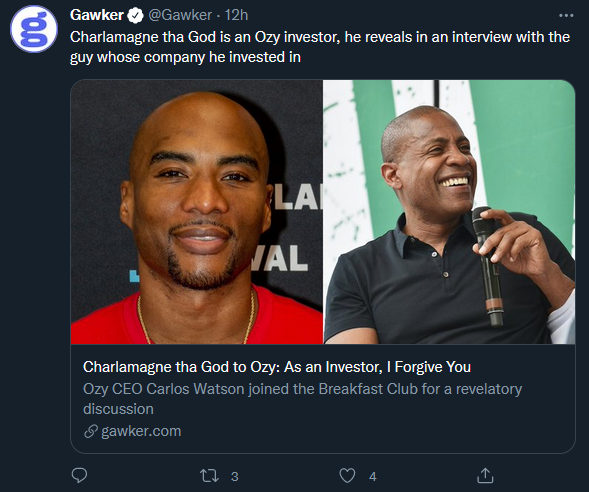 Gawker @Gawker · 12h
Charlamagne tha God is an Ozy investor, he reveals in an interview with the
guy whose company he invested in
LA
VAL
Charlamagne tha God to Ozy: As an Investor, I Forgive You
Ozy CEO Carlos Watson joined the Breakfast Club for a revelatory
discussion
gawker.com
3 4